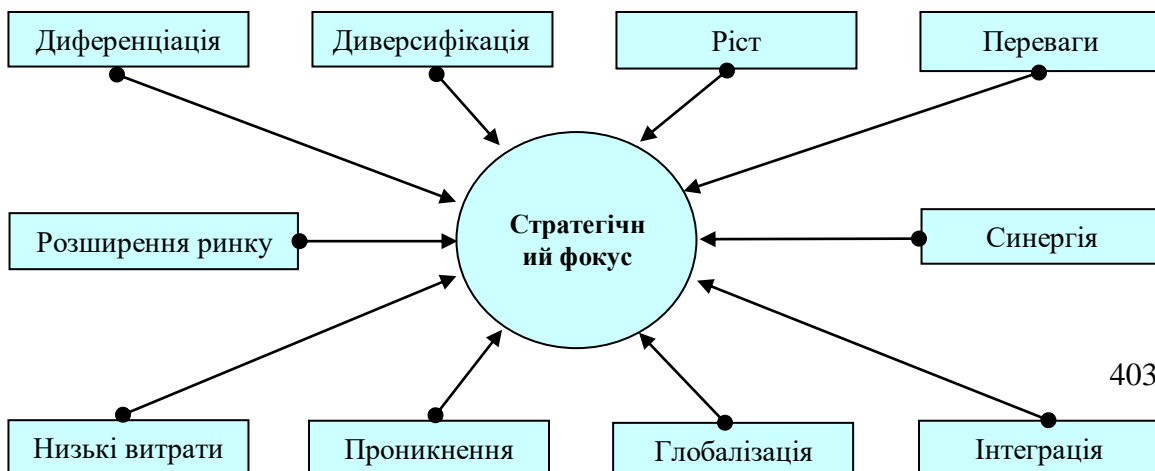 Диференціація
Диверсифікація
Ріст
Переваги
Розширення ринку
Стратегічн
ий фокус
Синергія
403
Низькі витрати
Проникнення
Глобалізація
Інтеграція